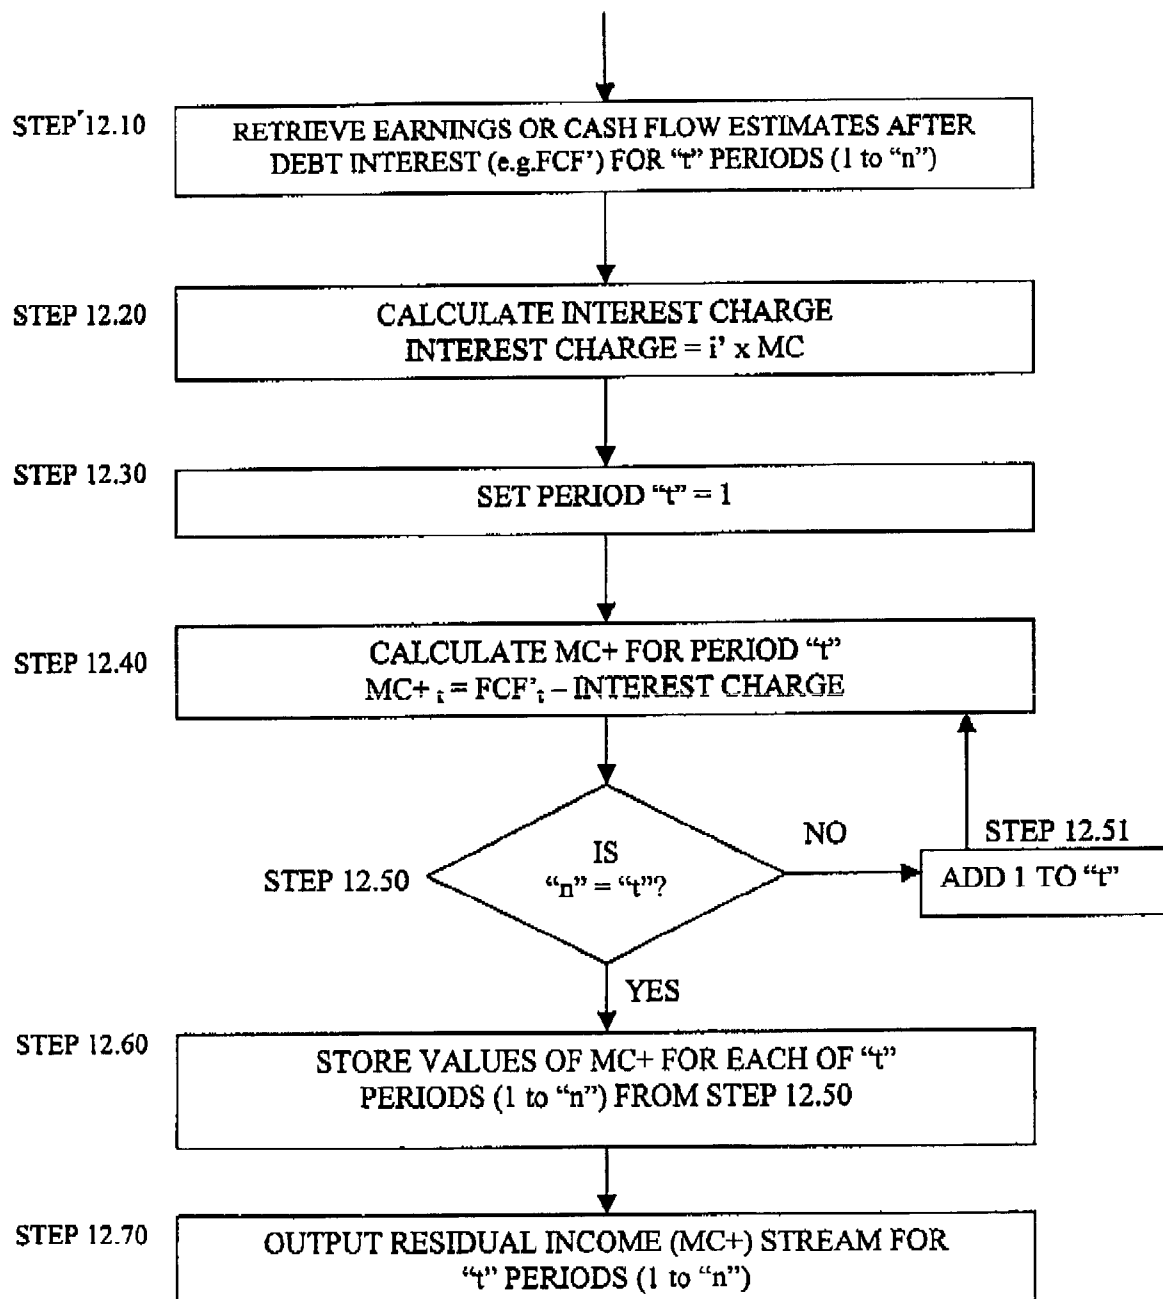 STEP 12.10
RETRIEVE EARNINGS OR CASH FLOW ESTIMATES AFTER
DEBT INTEREST (e.g.FCF’) FOR “t” PERIODS (1 to “n”)
STEP 12.20
CALCULATE INTEREST CHARGE
INTEREST CHARGE = i’ x MC
STEP 12.30
SET PERIOD “t” = 1
STEP 12.40
CALCULATE MC+ FOR PERIOD “t”
MC+ t = FCF’t – INTEREST CHARGE
NO
STEP 12.51
STEP 12.50
IS
“n” = “t”?
ADD 1 TO “t”
YES
STEP 12.60
STORE VALUES OF MC+ FOR EACH OF “t”
PERIODS (1 to “n”) FROM STEP 12.50
STEP 12.70
OUTPUT RESIDUAL INCOME (MC+) STREAM FOR
“t” PERIODS (1 to “n”)